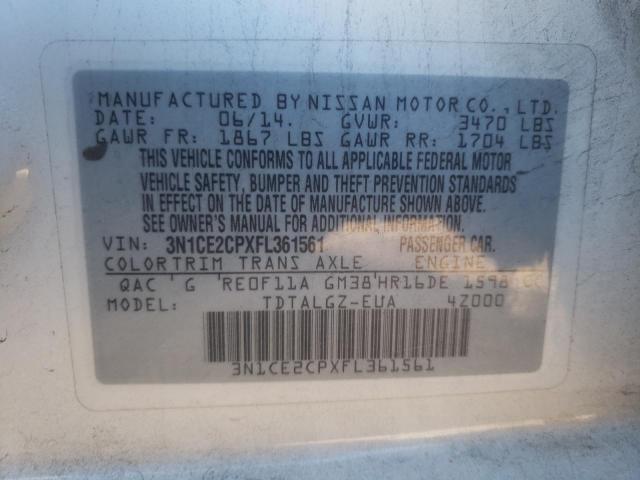 MANUFACTURED BY NISSAN MOTOR CO., LTD.
DATE: 06/14. GVWR: 3470 LBS
GAWR FR: 1867 LBS GAWR RR: 1704 LBS
THIS VEHICLE CONFORMS TO ALL APPLICABLE FEDERAL MOTOR
VEHICLE SAFETY, BUMPER AND THEFT PREVENTION STANDARDS
IN EFFECT ON THE DATE OF MANUFACTURE SHOWN ABOVE.
SEE OWNER'S MANUAL FOR ADDITIONAL INFORMATION.
VIN: 3N1CE2CPXFL361561 PASSENGER CAR.
COLORTRIM TRANS AXLE ENGINE
QAC G RE0F11A GM38 HR16DE 1598 CC
MODEL: TDTALGZ-EUA 4Z000
3N1CE2CPXFL361561